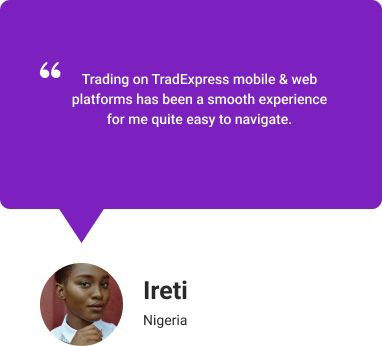 “
Trading on TradExpress mobile & web
platforms has been a smooth experience
for me quite easy to navigate.
Ireti
Nigeria